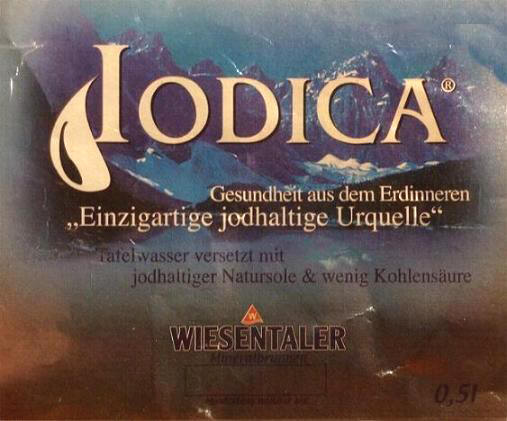 IODICA®
Gesundheit aus dem Erdinneren
„Einzigartige jodhaltige Urquelle“
Tafelwasser versetzt mit
jodhaltiger Natursole & wenig Kohlensäure
W
WIESENTALER
Mineralbrunnen
0,5l